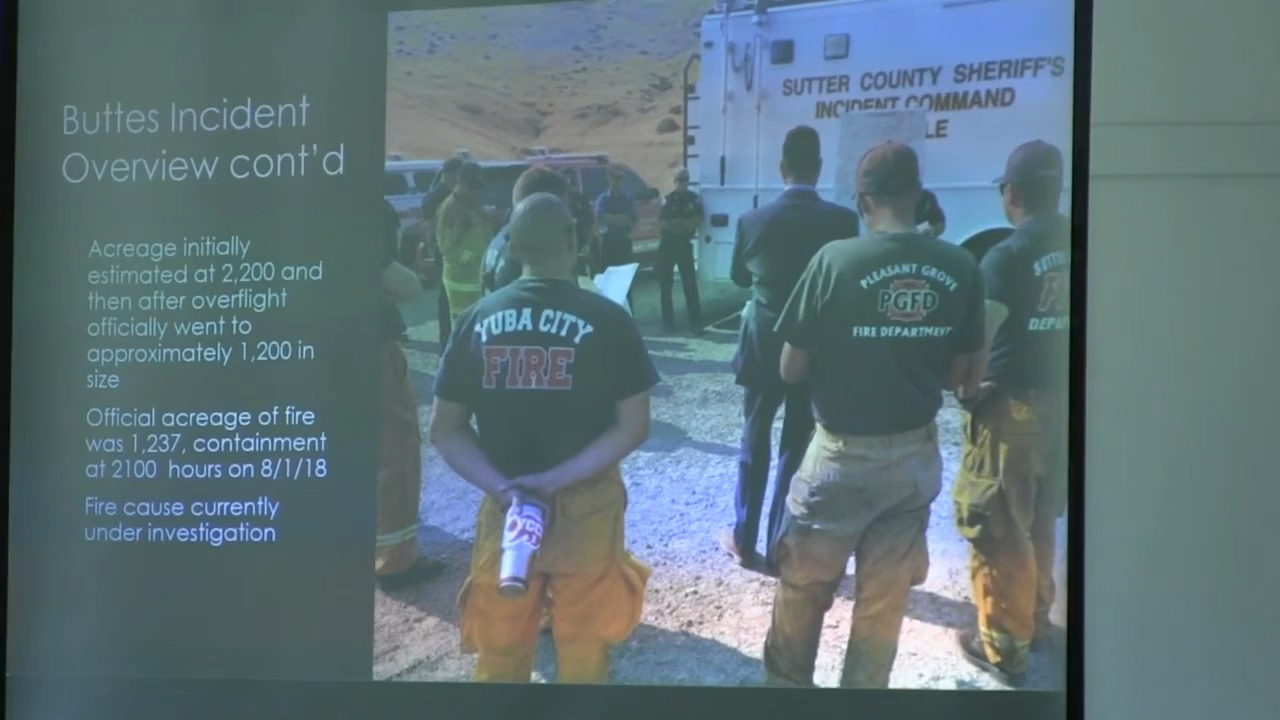 Buttes Incident
Overview cont'd
Acreage initially
estimated at 2,200 and
then after overflight
officially went to
approximately 1,200 in
size
Official acreage of fire
was 1,237, containment
at 2100 hours on 8/1/18
Fire cause currently
under investigation
SUTTER COUNTY SHERIFF'S
INCIDENT COMMAND
YUBA CITY
FIRE
PLEASANT GROVE
PGFD
FIRE DEPARTMENT